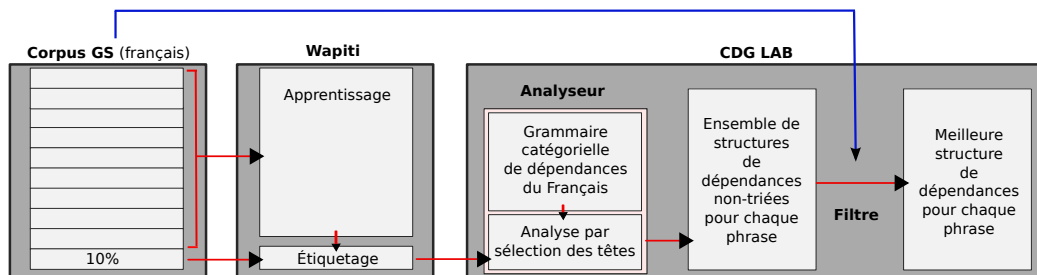 Corpus GS (français)
10%
Wapiti
Apprentissage
Étiquetage
CDG LAB
Analyseur
Grammaire
catégorielle
de dépendances
du Français
Analyse par
sélection des têtes
Ensemble de
structures
de
dépendances
non-triées
pour chaque
phrase
Filtre
Meilleure
structure
de
dépendances
pour chaque
phrase